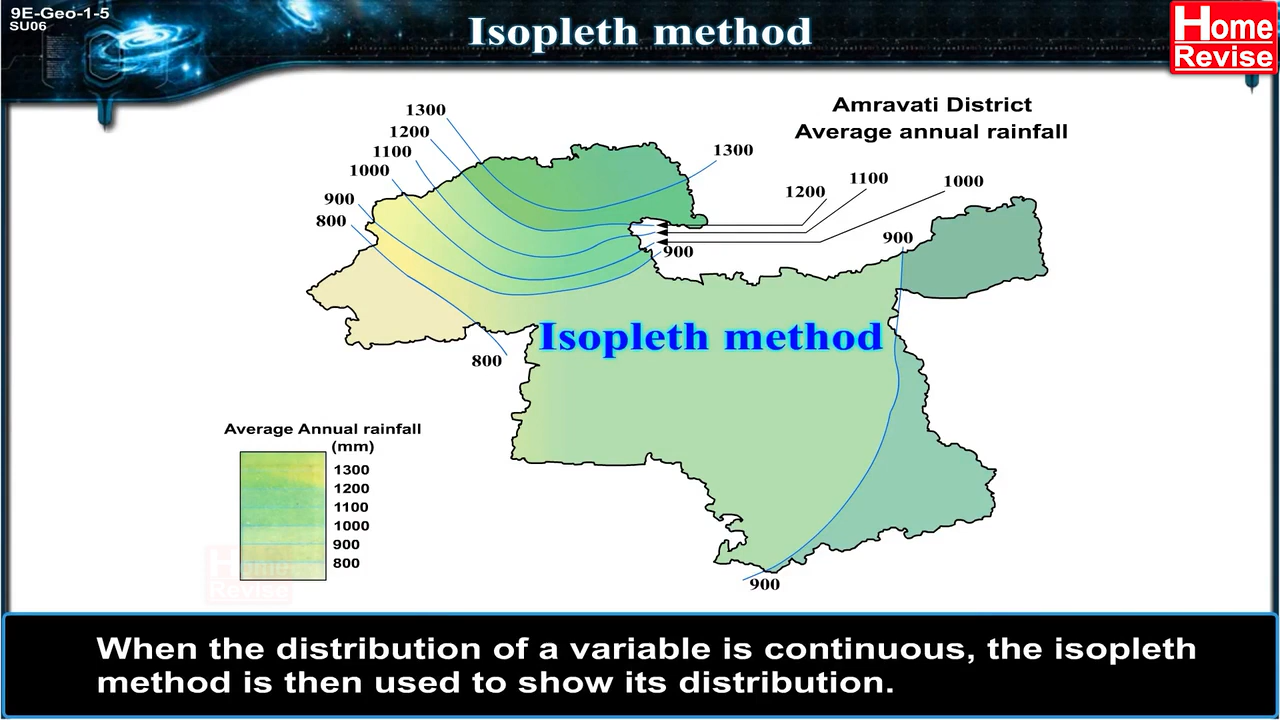 9E-Geo-1-5
SU06
Isopleth method
Home
Revise
Amravati District
Average annual rainfall
1300
1200
1100
1000
900
800
1300
1200
1100
1000
900
900
Isopleth method
800
900
Average Annual rainfall
(mm)
1300
1200
1100
1000
900
800
Home
Revise
When the distribution of a variable is continuous, the isopleth
method is then used to show its distribution.